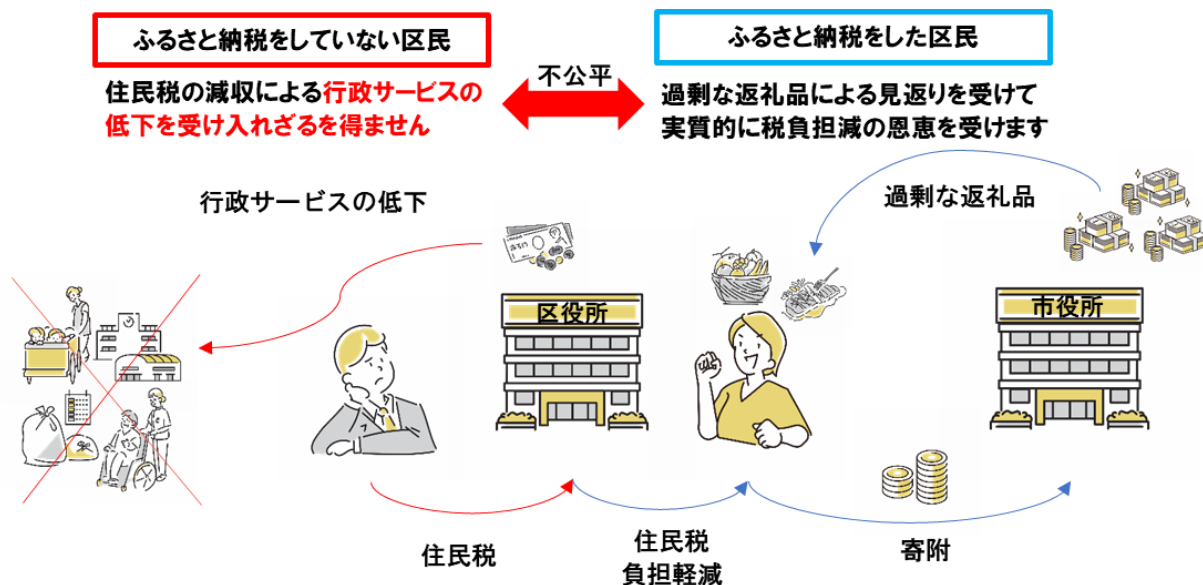 ふるさと納税をしていない区民
住民税の減収による行政サービスの
低下を受け入れざるを得ません
不公平
ふるさと納税をした区民
過剰な返礼品による見返りを受けて
実質的に税負担減の恩恵を受けます
行政サービスの低下
過剰な返礼品
区役所
市役所
住民税
住民税
負担軽減
寄附